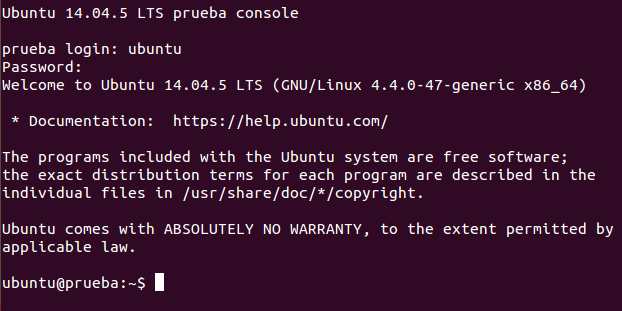 Ubuntu 14.04.5 LTS prueba console
prueba login: ubuntu
Password:
Welcome to Ubuntu 14.04.5 LTS (GNU/Linux 4.4.0-47-generic x86_64)
* Documentation:  https://help.ubuntu.com/
The programs included with the Ubuntu system are free software;
the exact distribution terms for each program are described in the
individual files in /usr/share/doc/*/copyright.
Ubuntu comes with ABSOLUTELY NO WARRANTY, to the extent permitted by
applicable law.
ubuntu@prueba:~$